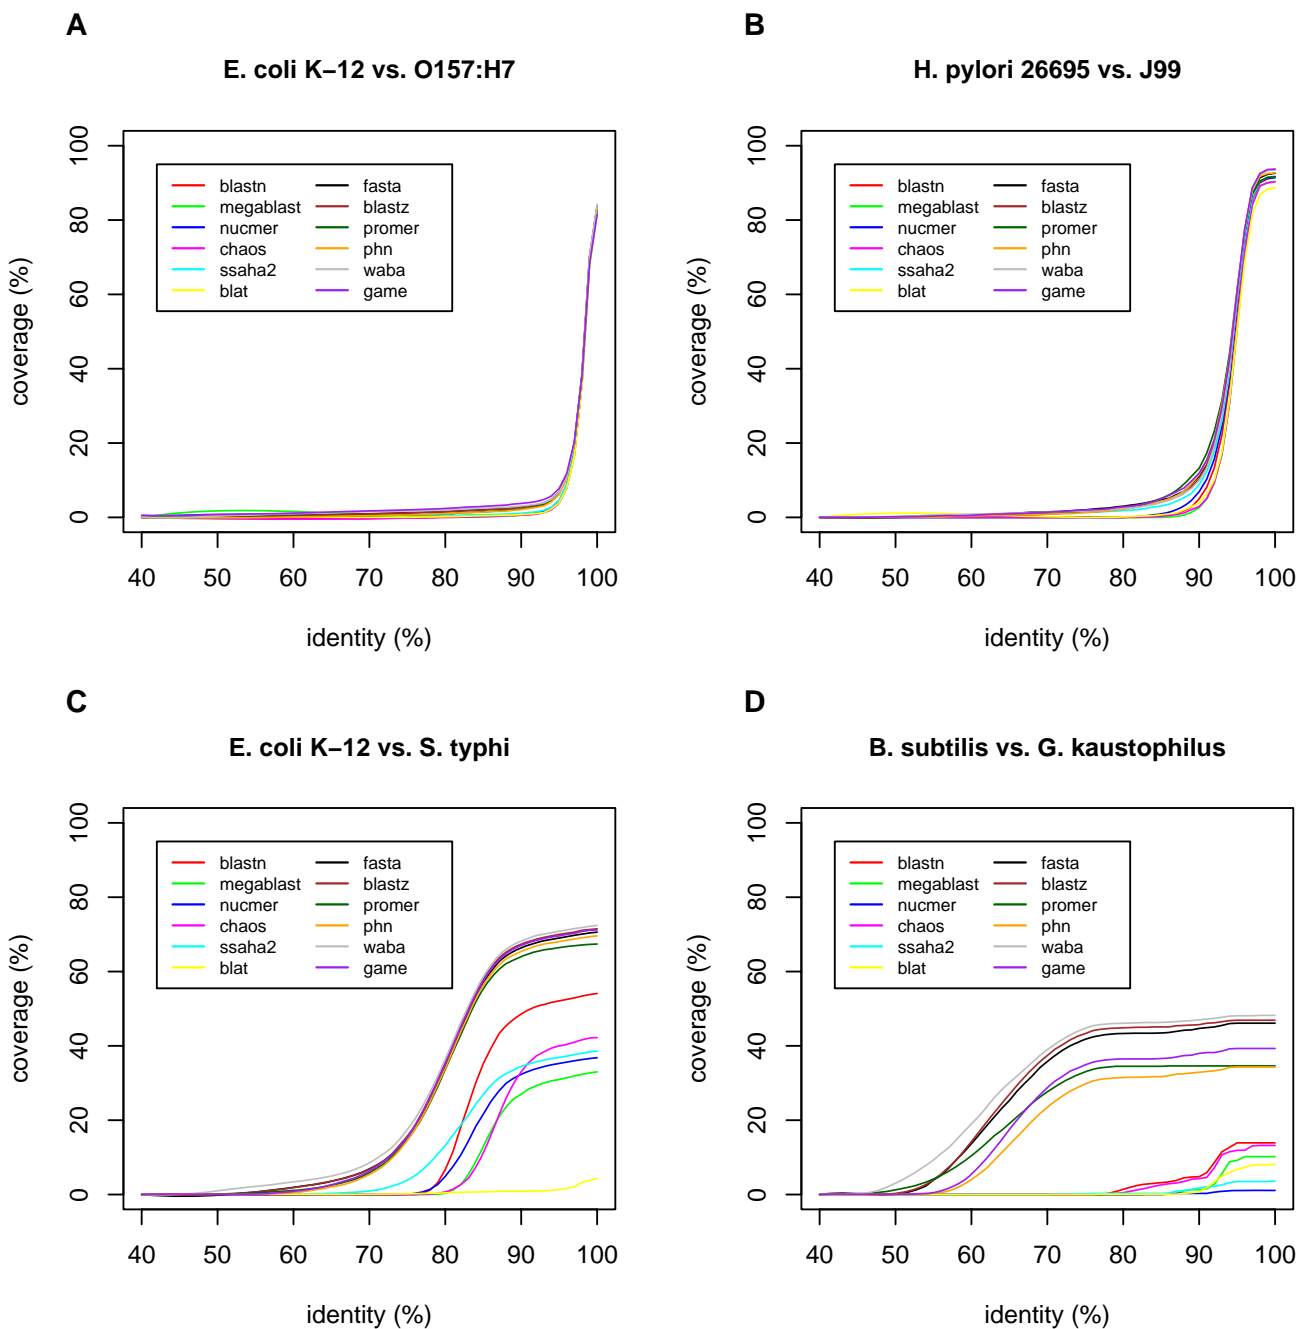 A
E. coli K−12 vs. O157:H7
100
80
60
40
20
0
coverage (%)
blastn fasta
megablast blastz
nucmer promer
chaos phn
ssaha2 waba
blat game
40 50 60 70 80 90 100
identity (%)
B
H. pylori 26695 vs. J99
100
80
60
40
20
0
coverage (%)
blastn fasta
megablast blastz
nucmer promer
chaos phn
ssaha2 waba
blat game
40 50 60 70 80 90 100
identity (%)
C
E. coli K−12 vs. S. typhi
100
80
60
40
20
0
coverage (%)
blastn fasta
megablast blastz
nucmer promer
chaos phn
ssaha2 waba
blat game
40 50 60 70 80 90 100
identity (%)
D
B. subtilis vs. G. kaustophilus
100
80
60
40
20
0
coverage (%)
blastn fasta
megablast blastz
nucmer promer
chaos phn
ssaha2 waba
blat game
40 50 60 70 80 90 100
identity (%)